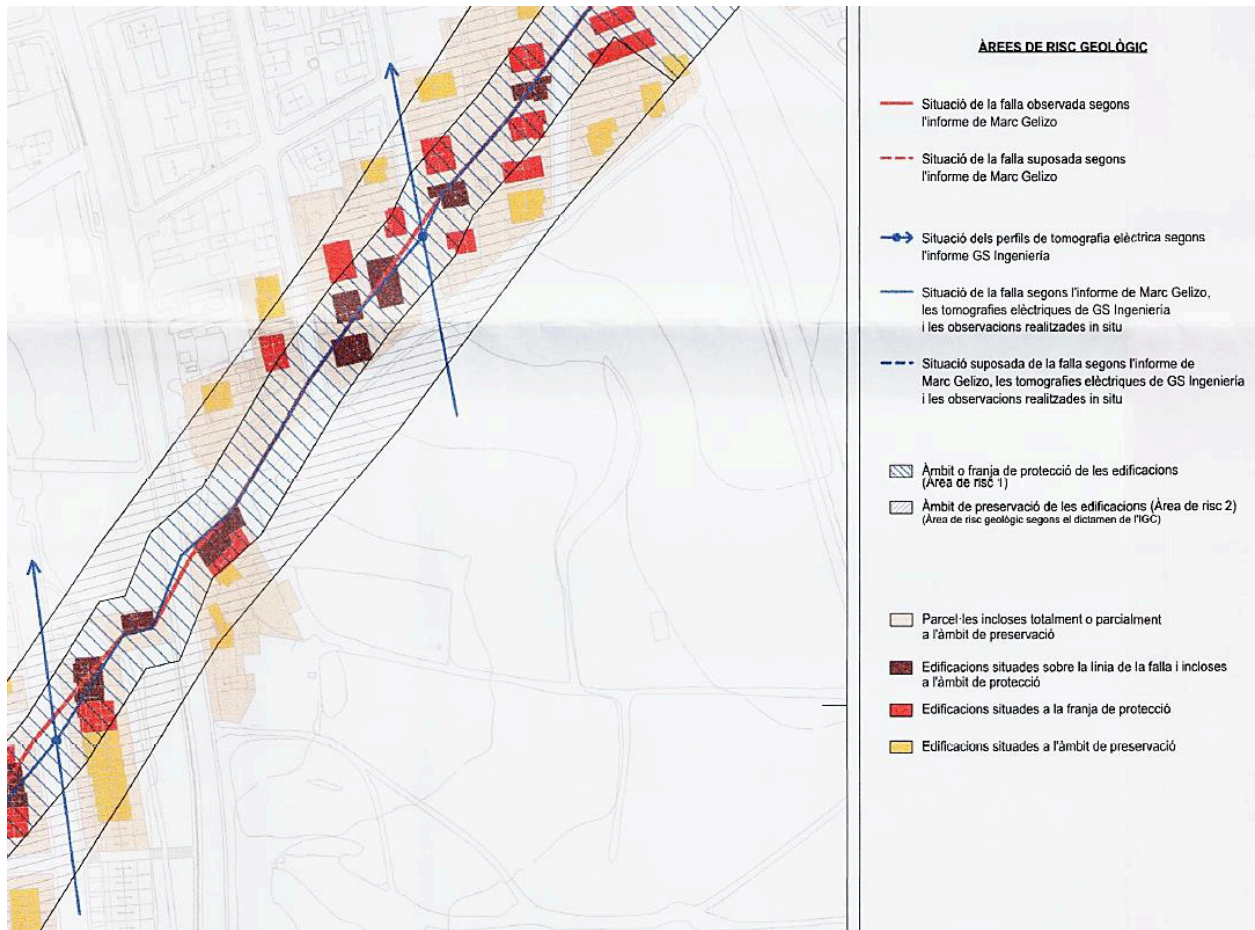 ÀREES DE RISC GEOLÒGIC
Situació de la falla observada segons
l'informe de Marc Gelizo
Situació de la falla suposada segons
l'informe de Marc Gelizo
Situació dels perfils de tomografia elèctrica segons
l'informe GS Ingeniería
Situació de la falla segons l'informe de Marc Gelizo,
les tomografies elèctriques de GS Ingeniería
i les observacions realitzades in situ
Situació suposada de la falla segons l'informe de
Marc Gelizo, les tomografies elèctriques de GS Ingeniería
i les observacions realitzades in situ
Àmbit o franja de protecció de les edificacions
(Àrea de risc 1)
Àmbit de preservació de les edificacions (Àrea de risc 2)
(Àrea de risc geològic segons el dictamen de l'IGC)
Parcel·les incloses totalment o parcialment
a l'àmbit de preservació
Edificacions situades sobre la línia de la falla i incloses
a l'àmbit de protecció
Edificacions situades a la franja de protecció
Edificacions situades a l'àmbit de preservació